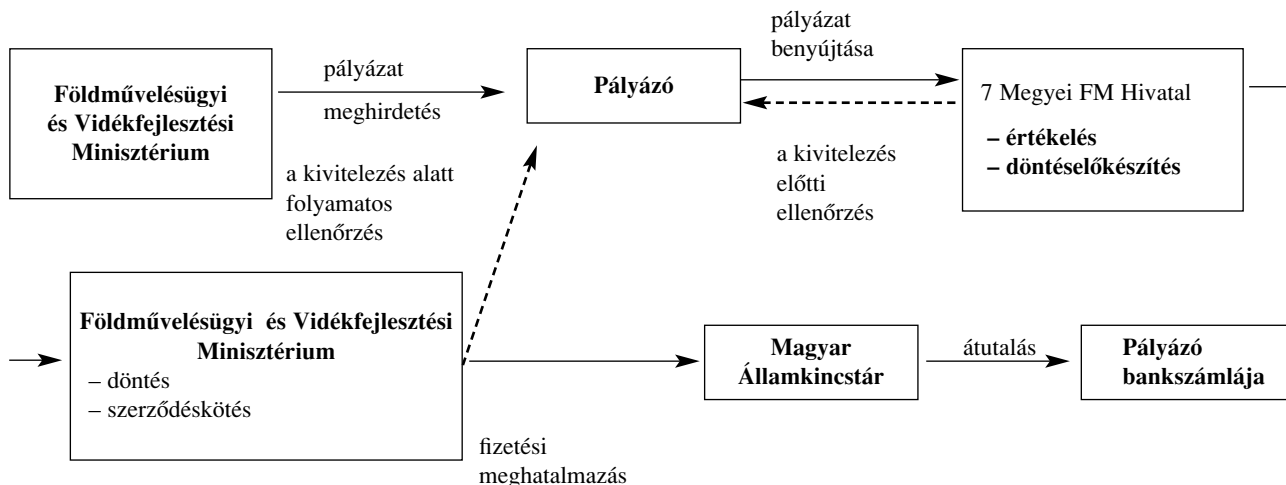 Földművelésügyi
és Vidékfejlesztési
Minisztérium
pályázat
meghirdetés
Pályázó
pályázat
benyújtása
7 Megyei FM Hivatal
– értékelés
– döntéselőkészítés
a kivitelezés alatt
folyamatos
ellenőrzés
a kivitelezés
előtti
ellenőrzés
Földművelésügyi és Vidékfejlesztési
Minisztérium
– döntés
– szerződéskötés
fizetési
meghatalmazás
Magyar
Államkincstár
átutalás
Pályázó
bankszámlája